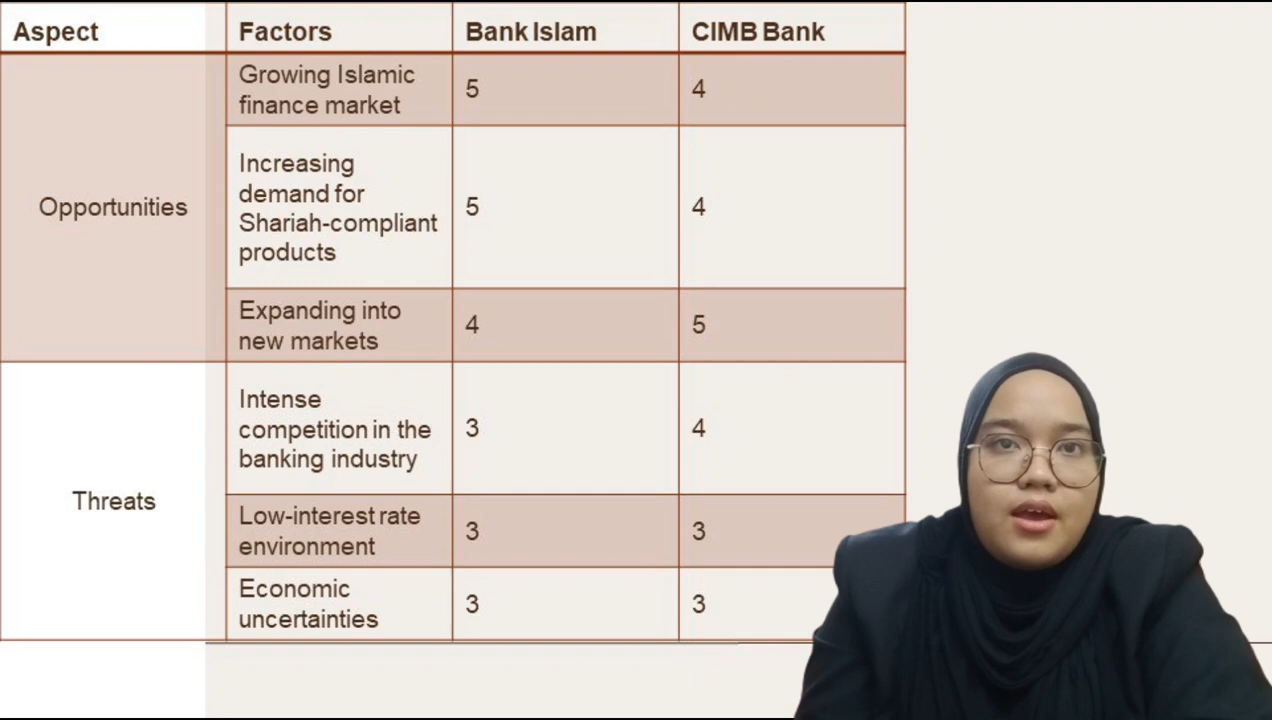 Aspect Factors Bank Islam CIMB Bank
Opportunities
Growing Islamic
finance market
5 4
Increasing
demand for
Shariah-compliant
products
5 4
Expanding into
new markets
4 5
Threats
Intense
competition in the
banking industry
3 4
Low-interest rate
environment
3 3
Economic
uncertainties
3 3